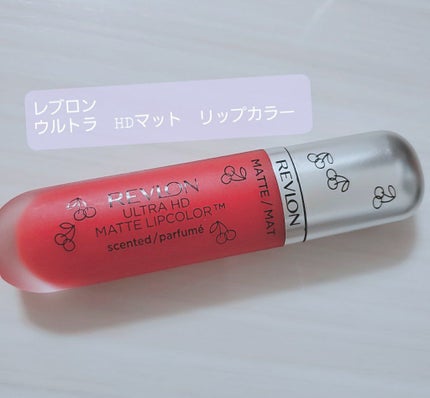 レブロン
ウルトラ　HDマット　リップカラー
REVLON
ULTRA HD
MATTE LIPCOLOR™
scented/parfumé
MATTE / MAT
REVLON